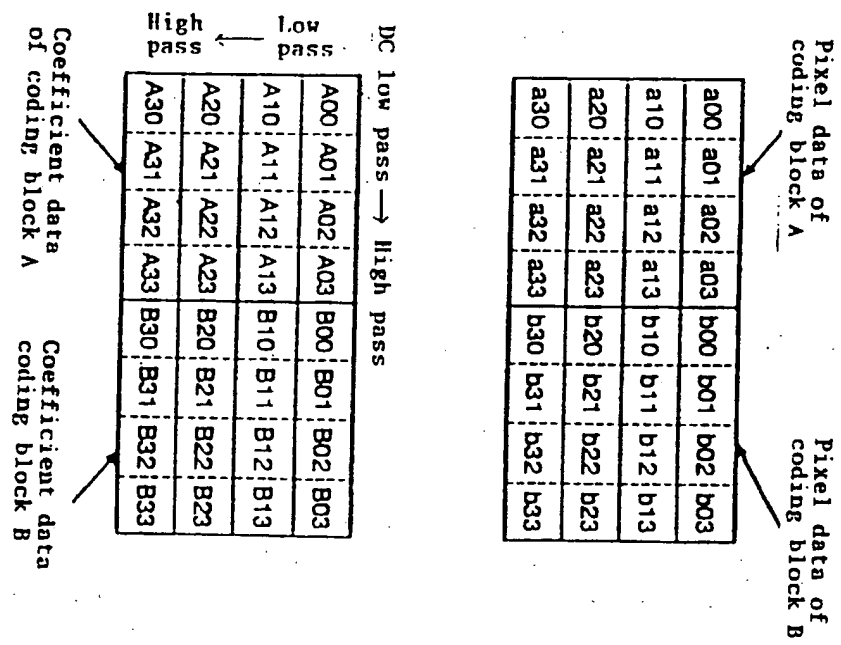 Pixel data of
coding block A
Pixel data of
coding block B
a00 a01 a02 a03 b00 b01 b02 b03
a10 a11 a12 a13 b10 b11 b12 b13
a20 a21 a22 a23 b20 b21 b22 b23
a30 a31 a32 a33 b30 b31 b32 b33
DC low pass → High pass
Low
pass
High
pass
A00 A01 A02 A03 B00 B01 B02 B03
A10 A11 A12 A13 B10 B11 B12 B13
A20 A21 A22 A23 B20 B21 B22 B23
A30 A31 A32 A33 B30 B31 B32 B33
Coefficient data
of coding block A
Coefficient data
coding block B